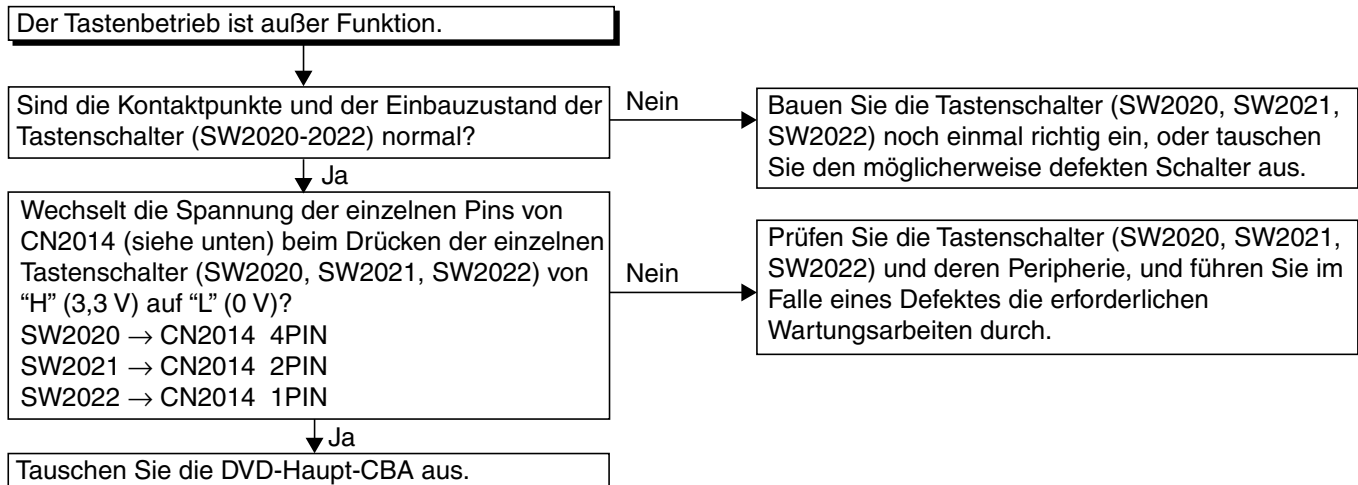 Der Tastenbetrieb ist außer Funktion.
Sind die Kontaktpunkte und der Einbauzustand der
Tastenschalter (SW2020-2022) normal?
Nein
Bauen Sie die Tastenschalter (SW2020, SW2021,
SW2022) noch einmal richtig ein, oder tauschen
Sie den möglicherweise defekten Schalter aus.
Ja
Wechselt die Spannung der einzelnen Pins von
CN2014 (siehe unten) beim Drücken der einzelnen
Tastenschalter (SW2020, SW2021, SW2022) von
“H” (3,3 V) auf “L” (0 V)?
SW2020 → CN2014 4PIN
SW2021 → CN2014 2PIN
SW2022 → CN2014 1PIN
Nein
Prüfen Sie die Tastenschalter (SW2020, SW2021,
SW2022) und deren Peripherie, und führen Sie im
Falle eines Defektes die erforderlichen
Wartungsarbeiten durch.
Ja
Tauschen Sie die DVD-Haupt-CBA aus.